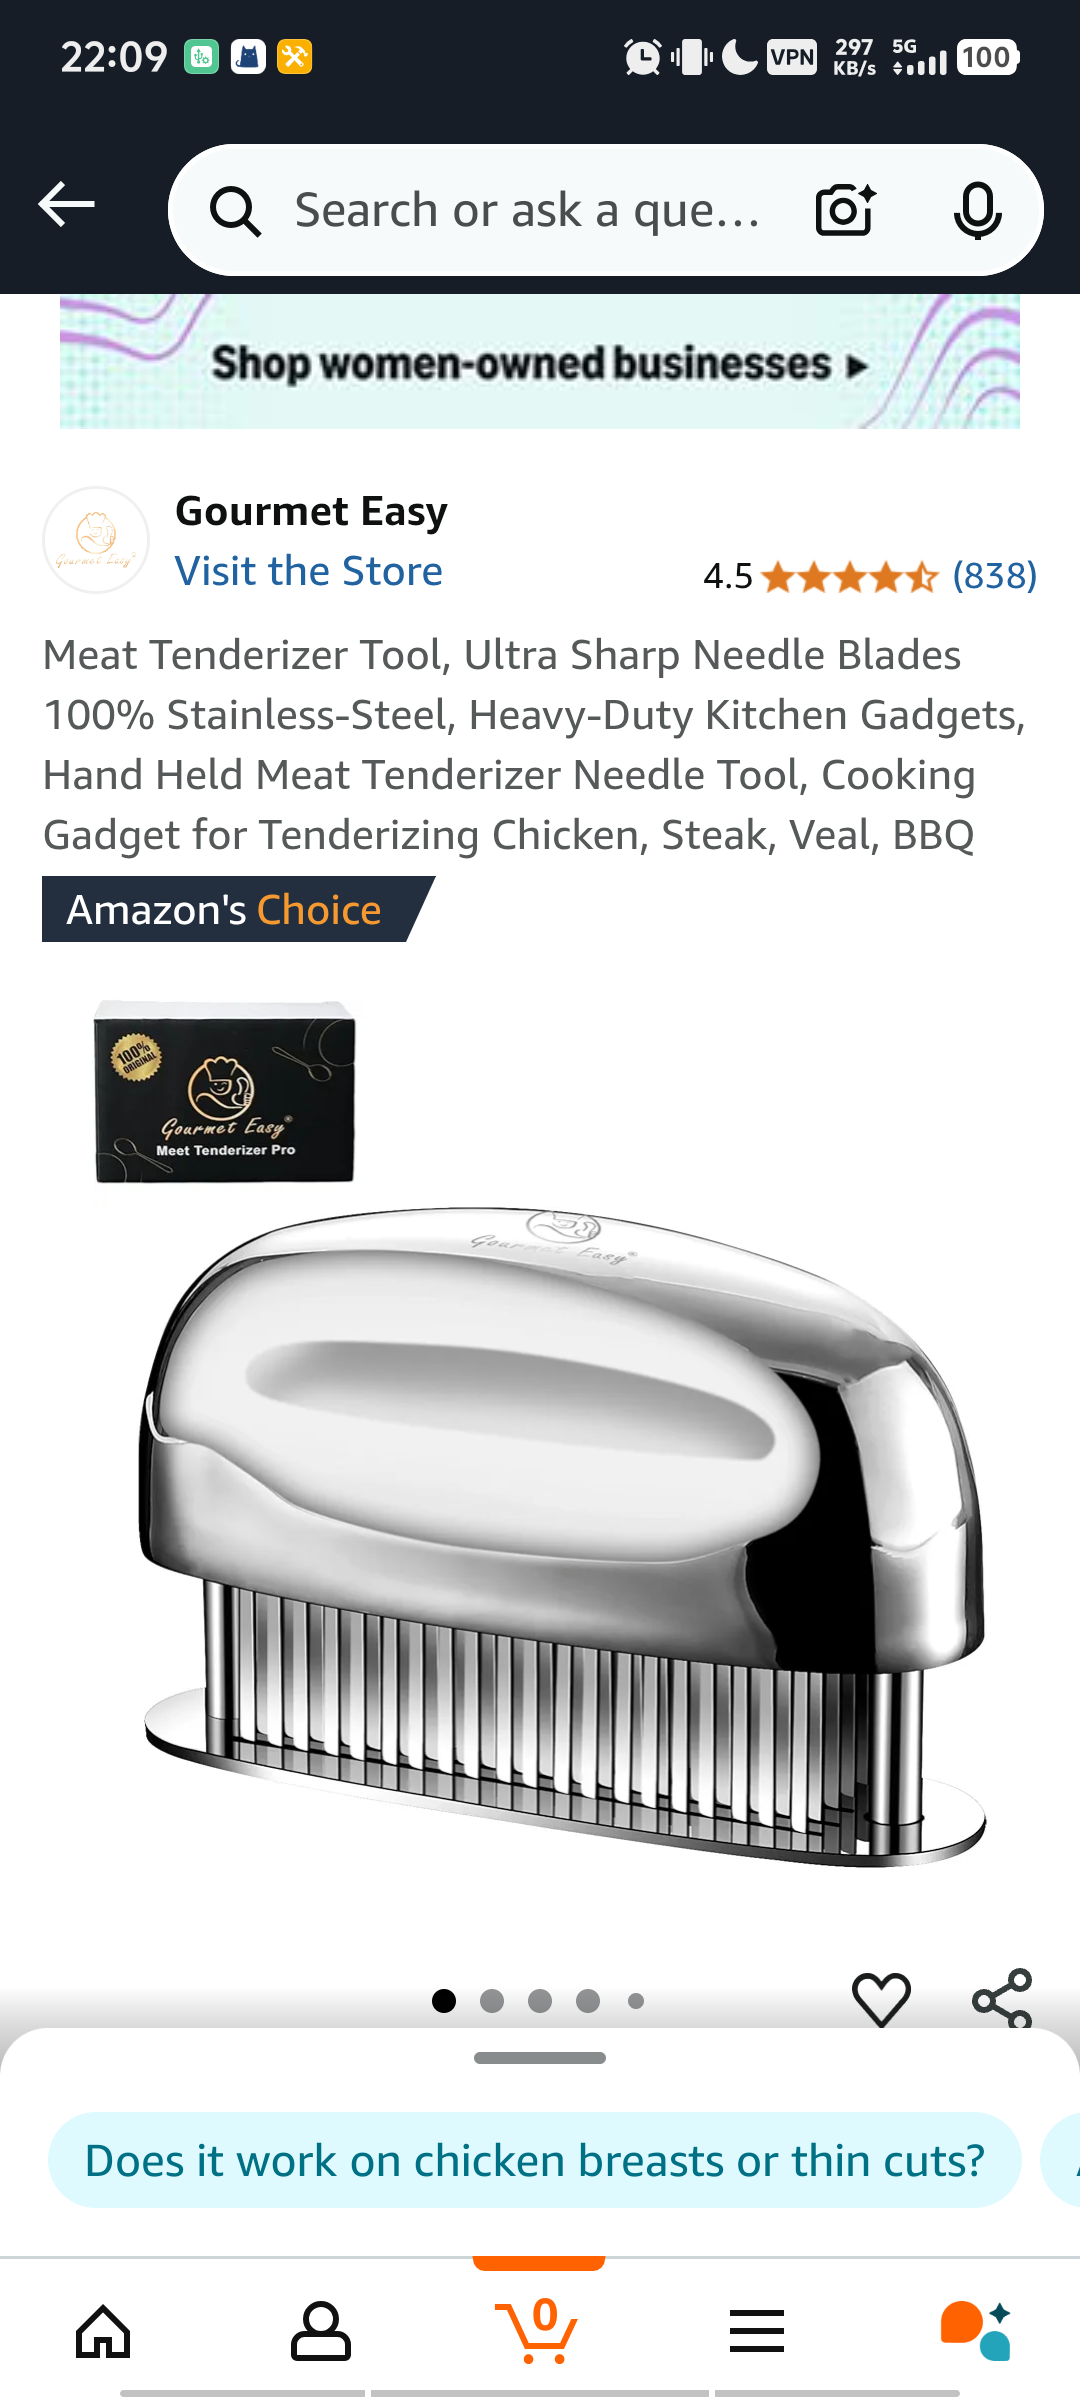 22:09
VPN
297
KB/s
5G
100
Search or ask a que...
Shop women-owned businesses ▸
Gourmet Easy
Gourmet Easy
Visit the Store
4.5
(838)
Meat Tenderizer Tool, Ultra Sharp Needle Blades
100% Stainless-Steel, Heavy-Duty Kitchen Gadgets,
Hand Held Meat Tenderizer Needle Tool, Cooking
Gadget for Tenderizing Chicken, Steak, Veal, BBQ
Amazon's Choice
100%
ORIGINAL
Gourmet Easy®
Meet Tenderizer Pro
Gourmet Easy®
Does it work on chicken breasts or thin cuts?
0